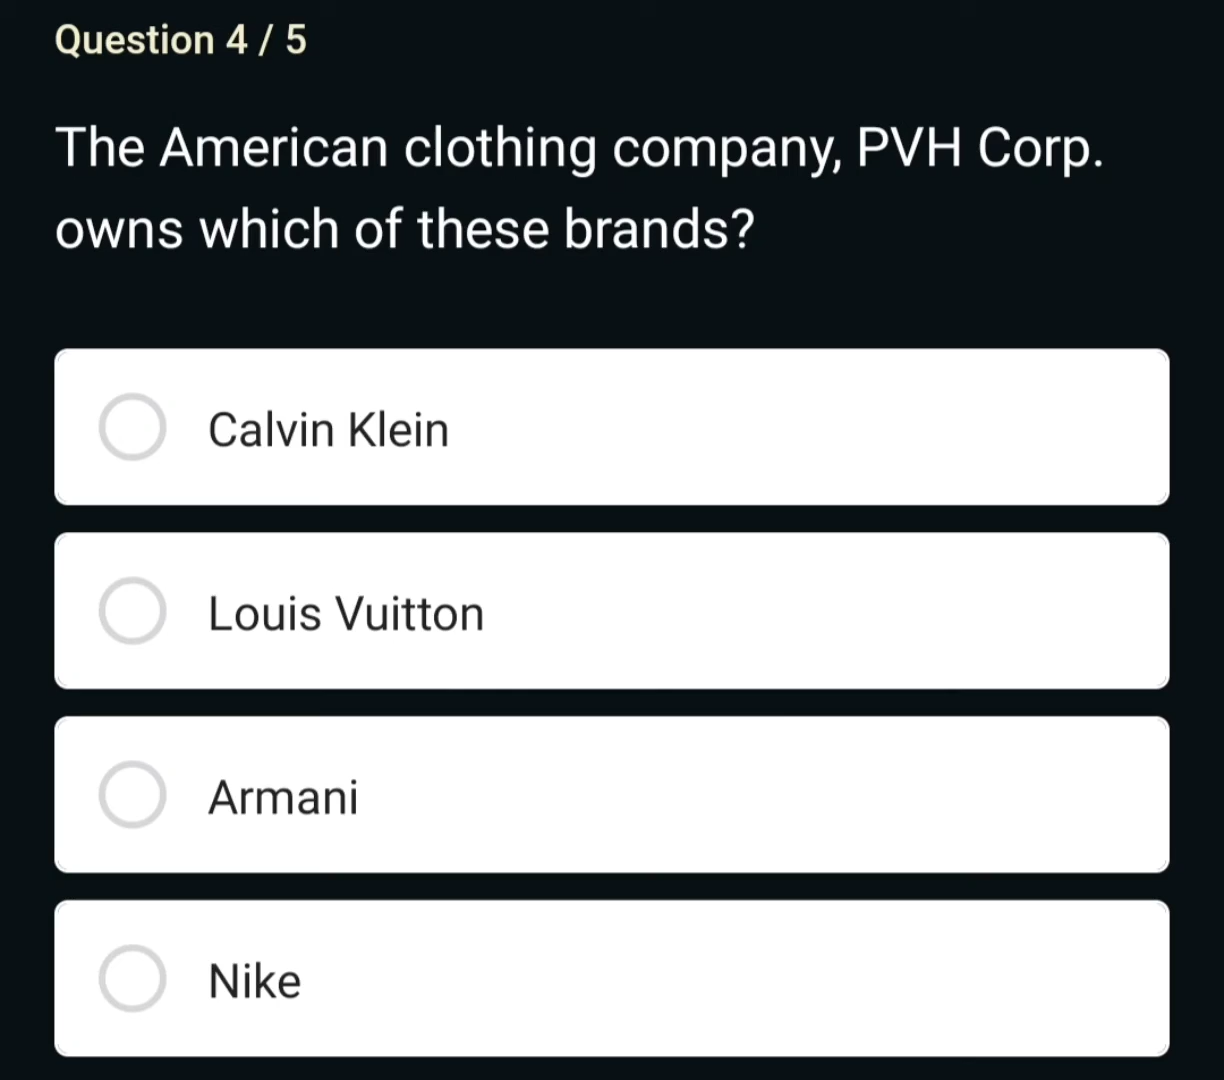 Question 4 / 5
The American clothing company, PVH Corp.
owns which of these brands?
Calvin Klein
Louis Vuitton
Armani
Nike